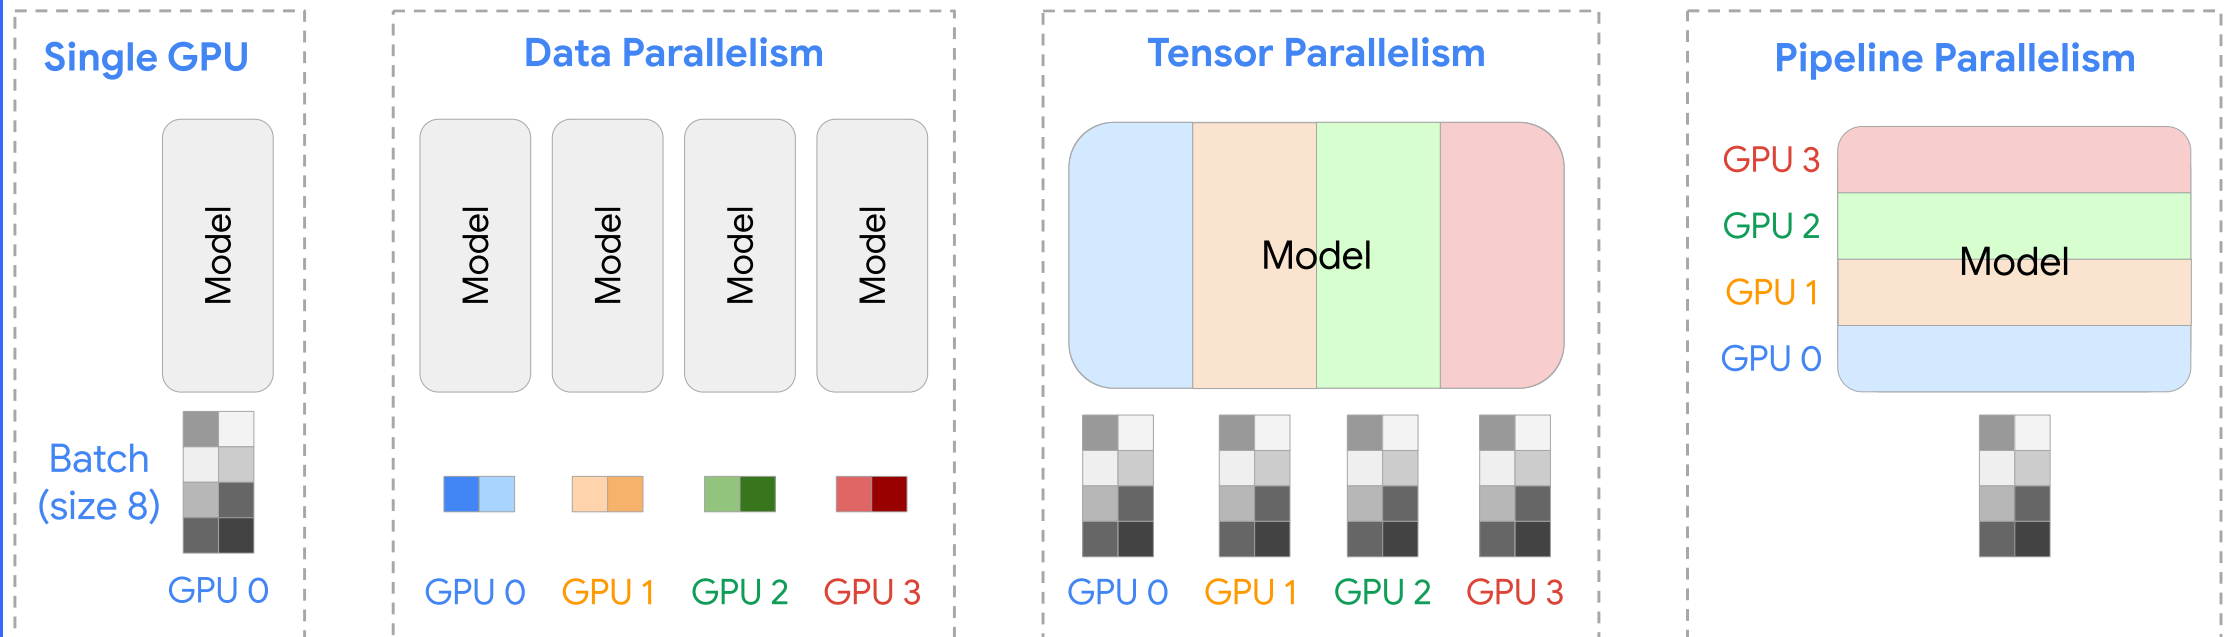 Single GPU
Model
Batch
(size 8)
GPU 0
Data Parallelism
Model
Model
Model
Model
GPU 0
GPU 1
GPU 2
GPU 3
Tensor Parallelism
Model
GPU 0
GPU 1
GPU 2
GPU 3
Pipeline Parallelism
GPU 3
GPU 2
Model
GPU 1
GPU 0